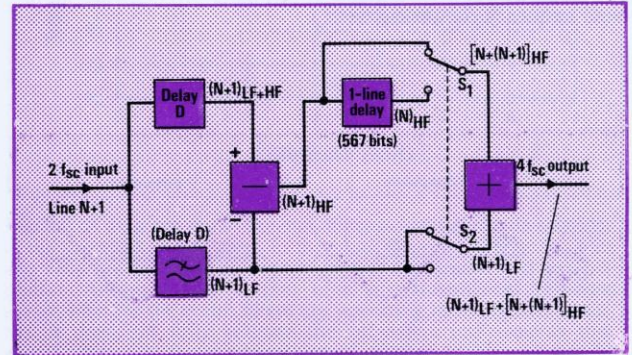 [N+(N+1)]HF
S1
Delay
D
(N+1)LF+HF
1-line
delay
(N)HF
(567 bits)
2 fsc input
Line N+1
+
−
−
(N+1)HF
+
4 fsc output
(Delay D)
(N+1)LF
S2
(N+1)LF
(N+1)LF+[N+(N+1)]HF